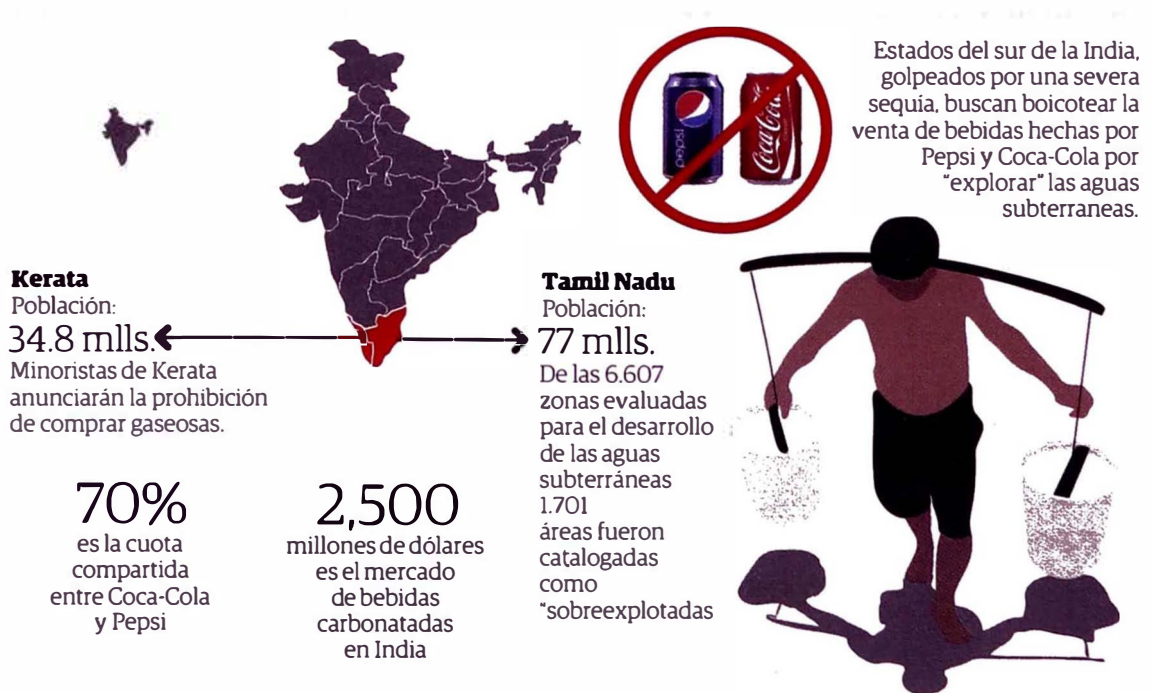 Estados del sur de la India,
golpeados por una severa
sequía, buscan boicotear la
venta de bebidas hechas por
Pepsi y Coca-Cola por
"explorar" las aguas
subterraneas.
pepsi
Coca-Cola
Kerata
Población:
34.8 mlls.
Minoristas de Kerata
anunciarán la prohibición
de comprar gaseosas.
Tamil Nadu
Población:
77 mlls.
De las 6.607
zonas evaluadas
para el desarrollo
de las aguas
subterráneas
1.701
áreas fueron
catalogadas
como
"sobreexplotadas
70%
es la cuota
compartida
entre Coca-Cola
y Pepsi
2,500
millones de dólares
es el mercado
de bebidas
carbonatadas
en India